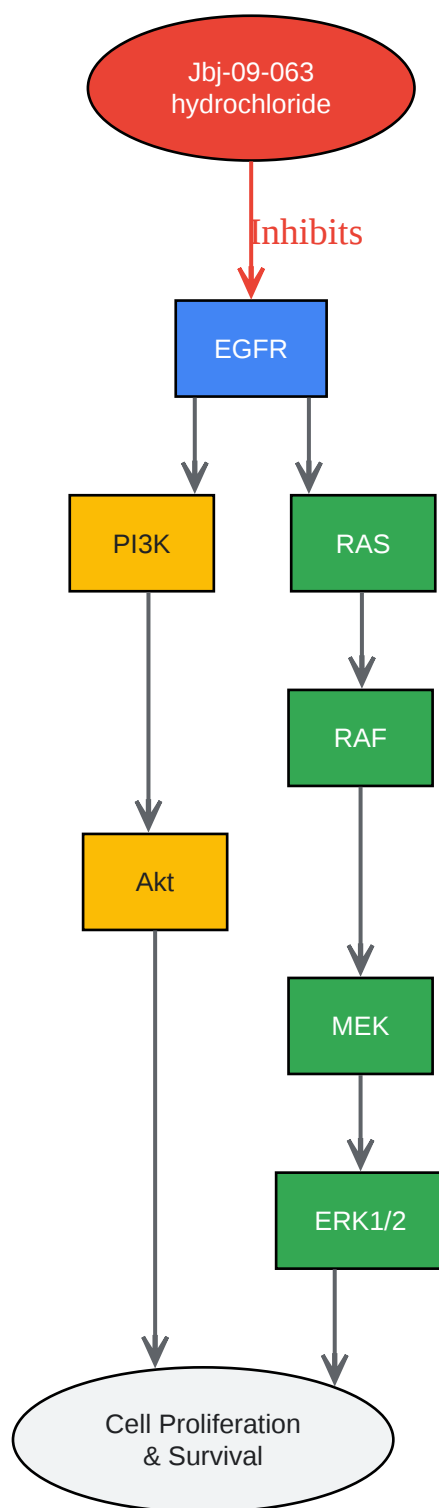 Jbj-09-063
hydrochloride
Inhibits
EGFR
PI3K
RAS
RAF
Akt
MEK
ERK1/2
Cell Proliferation
& Survival